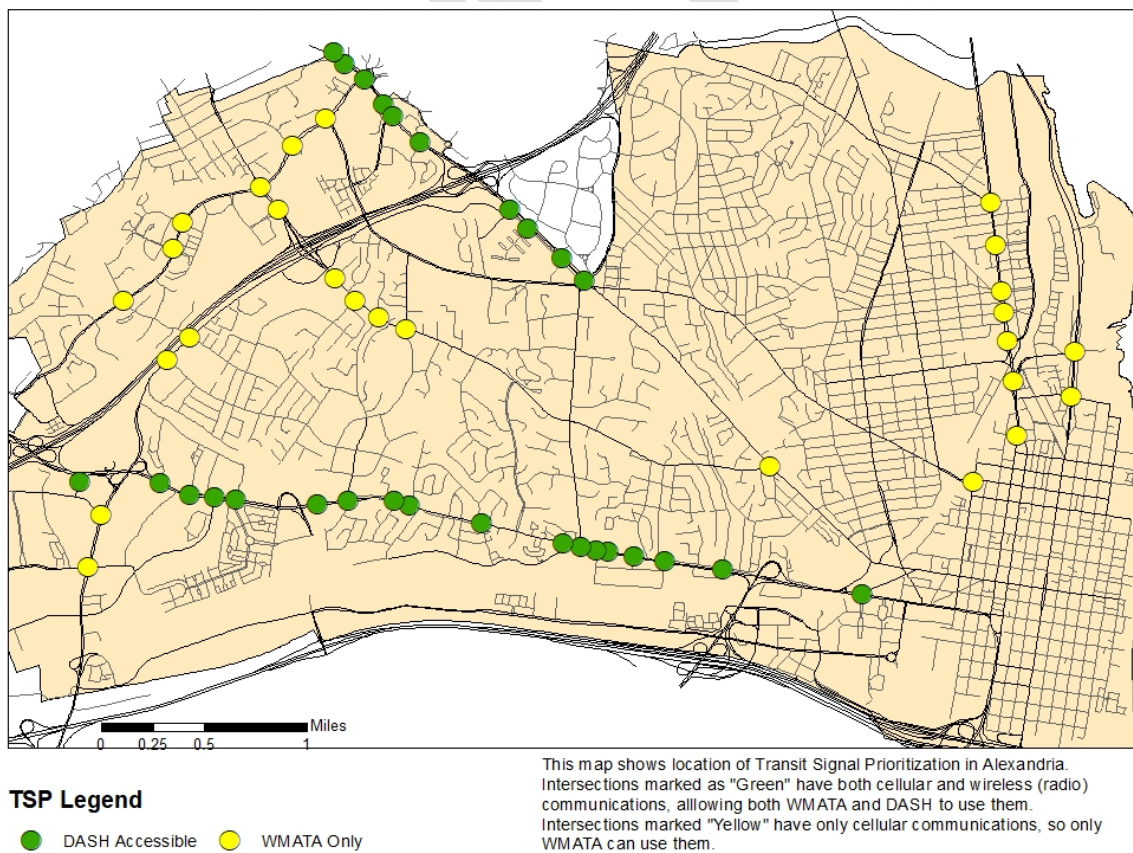 Miles
0 0.25 0.5 1
TSP Legend
DASH Accessible WMATA Only
This map shows location of Transit Signal Prioritization in Alexandria.
Intersections marked as "Green" have both cellular and wireless (radio)
communications, alllowing both WMATA and DASH to use them.
Intersections marked "Yellow" have only cellular communications, so only
WMATA can use them.